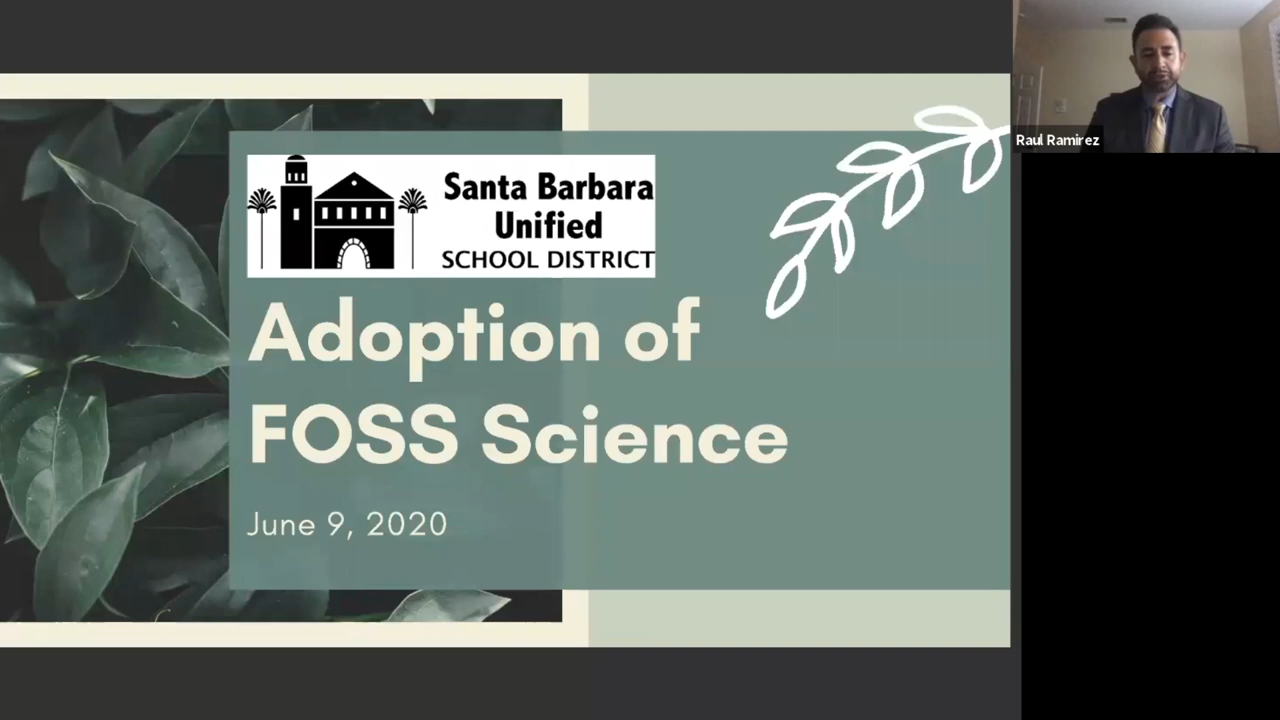 Santa Barbara
Unified
SCHOOL DISTRICT
Adoption of
FOSS Science
June 9, 2020
Raul Ramirez